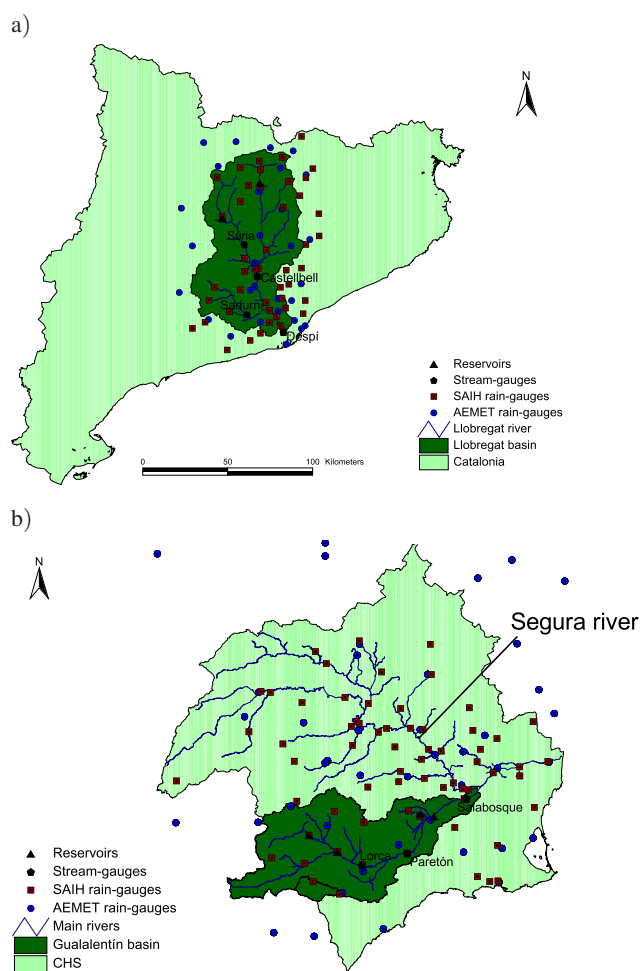 a)
N
Súria
Castellbell
Sadurní
Despí
Reservoirs
Stream-gauges
SAIH rain-gauges
AEMET rain-gauges
Llobregat river
Llobregat basin
Catalonia
0 50 100 Kilometers
b)
N
Segura river
Salabosque
Lorca
Paretón
Reservoirs
Stream-gauges
SAIH rain-gauges
AEMET rain-gauges
Main rivers
Gualalentín basin
CHS